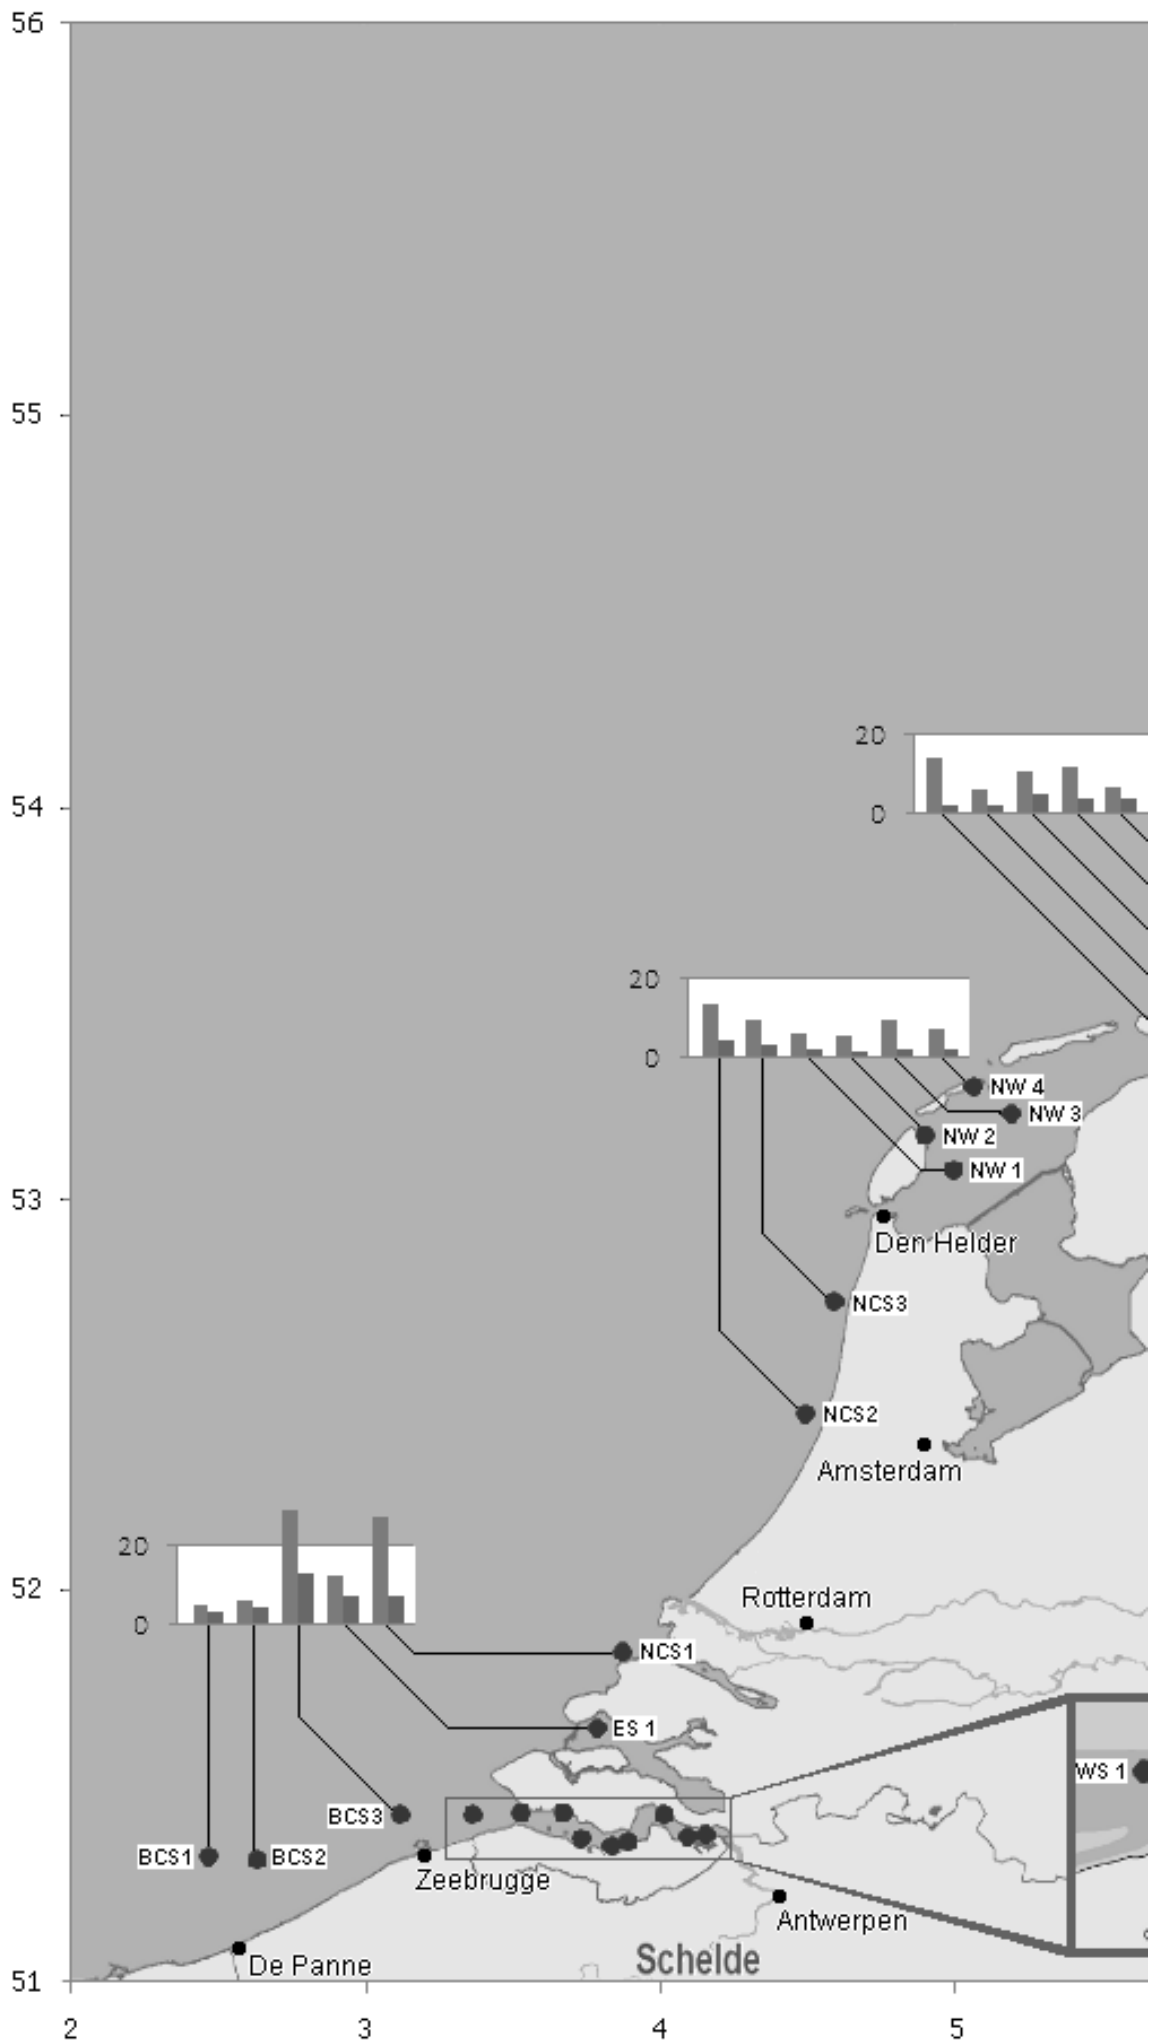 56
55
20
54
0
20
0
NW 4
NW 3
NW 2
NW 1
53
Den Helder
NCS3
NCS2
Amsterdam
20
52
Rotterdam
0
NCS1
ES 1
WS 1
BCS3
BCS1
BCS2
Zeebrugge
Antwerpen
Schelde
De Panne
51
2
3
4
5